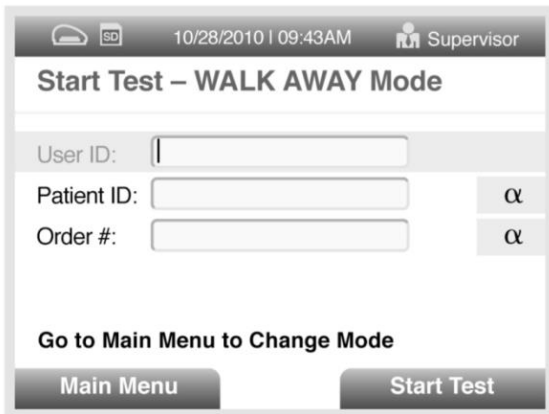 SD 10/28/2010 | 09:43AM Supervisor
Start Test – WALK AWAY Mode
User ID:
Patient ID: α
Order #: α
Go to Main Menu to Change Mode
Main Menu Start Test